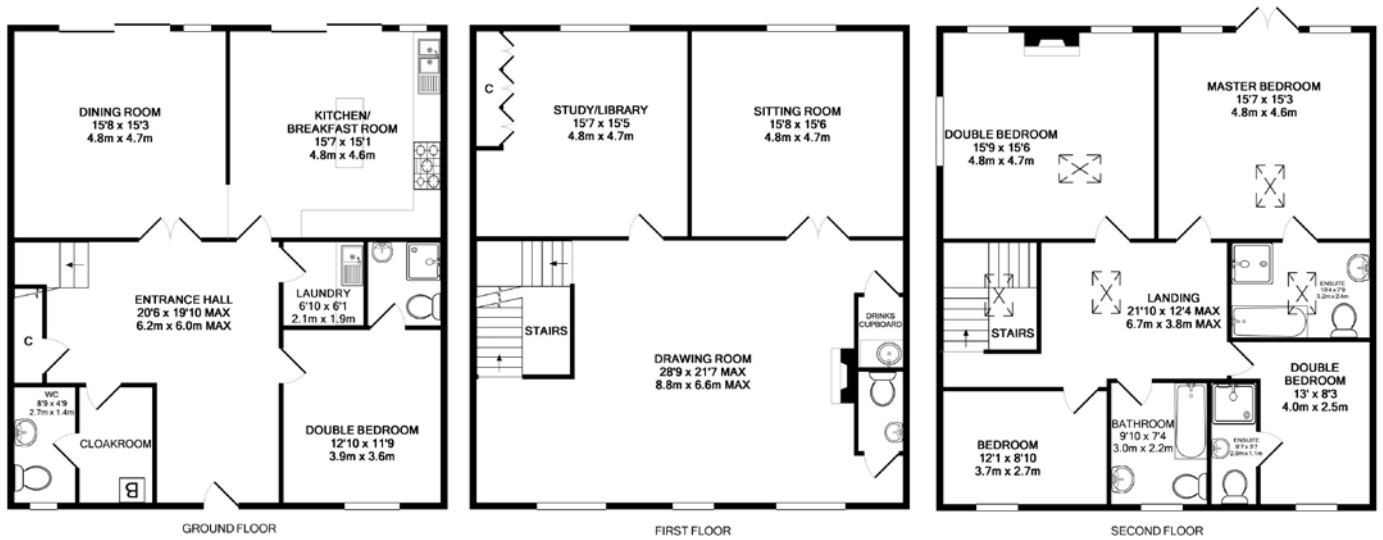 DINING ROOM
15'8 x 15'3
4.8m x 4.7m
KITCHEN/
BREAKFAST ROOM
15'7 x 15'1
4.8m x 4.6m
ENTRANCE HALL
20'6 x 19'10 MAX
6.2m x 6.0m MAX
LAUNDRY
6'10 x 6'1
2.1m x 1.9m
C
WC
8'9 x 4'9
2.7m x 1.4m
CLOAKROOM
B
DOUBLE BEDROOM
12'10 x 11'9
3.9m x 3.6m
GROUND FLOOR
C
STUDY/LIBRARY
15'7 x 15'5
4.8m x 4.7m
SITTING ROOM
15'8 x 15'6
4.8m x 4.7m
STAIRS
DRINKS
CUPBOARD
DRAWING ROOM
28'9 x 21'7 MAX
8.8m x 6.6m MAX
FIRST FLOOR
DOUBLE BEDROOM
15'9 x 15'6
4.8m x 4.7m
MASTER BEDROOM
15'7 x 15'3
4.8m x 4.6m
STAIRS
LANDING
21'10 x 12'4 MAX
6.7m x 3.8m MAX
ENSUITE
10'4 x 7'9
3.2m x 2.4m
DOUBLE
BEDROOM
13' x 8'3
4.0m x 2.5m
BEDROOM
12'1 x 8'10
3.7m x 2.7m
BATHROOM
9'10 x 7'4
3.0m x 2.2m
ENSUITE
9'7 x 3'7
2.9m x 1.1m
SECOND FLOOR